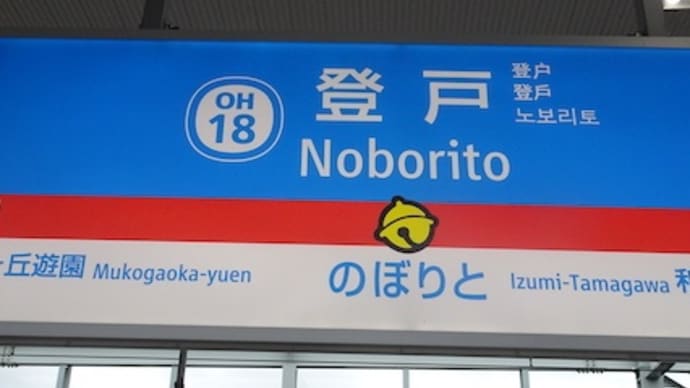 OH
18
登戸
登户
登戶
노보리토
Noborito
丘遊園 Mukogaoka-yuen
のぼりと
Izumi-Tamagawa